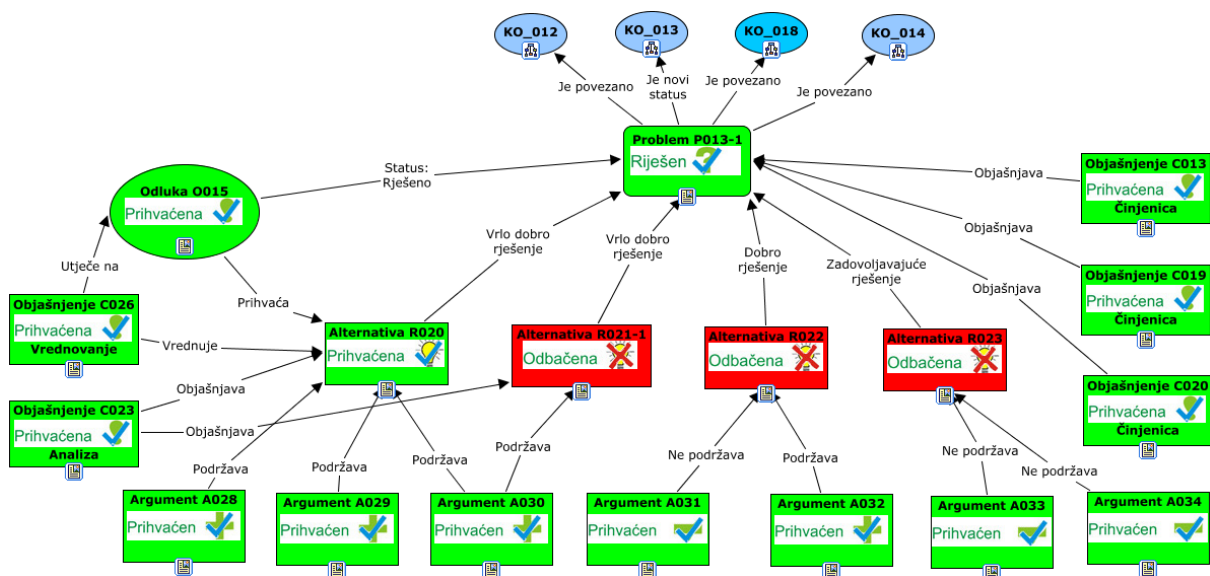 KO_012
KO_013
KO_018
KO_014
Je povezano
Je novi
status
Je povezano
Je povezano
Problem P013-1
Riješen
Status:
Rješeno
Odluka O015
Prihvaćena
Objašnjava
Objašnjenje C013
Činjenica
Vrlo dobro
rješenje
Vrlo dobro
rješenje
Dobro
rješenje
Zadovoljavajuće
rješenje
Objašnjava
Utječe na
Prihvaća
Objašnjava
Objašnjenje C019
Prihvaćena
Činjenica
Objašnjenje C026
Prihvaćena
Vrednovanje
Vrednuje
Alternativa R020
Prihvaćena
Alternativa R021-1
Odbačena
Alternativa R022
Odbačena
Alternativa R023
Odbačena
Objašnjava
Objašnjenje C023
Prihvaćena
Analiza
Objašnjava
Objašnjenje C020
Prihvaćena
Činjenica
Podržava
Podržava
Podržava
Podržava
Ne podržava
Podržava
Ne podržava
Ne podržava
Argument A028
Prihvaćen
Argument A029
Prihvaćen
Argument A030
Prihvaćen
Argument A031
Prihvaćen
Argument A032
Prihvaćen
Argument A033
Prihvaćen
Argument A034
Prihvaćen